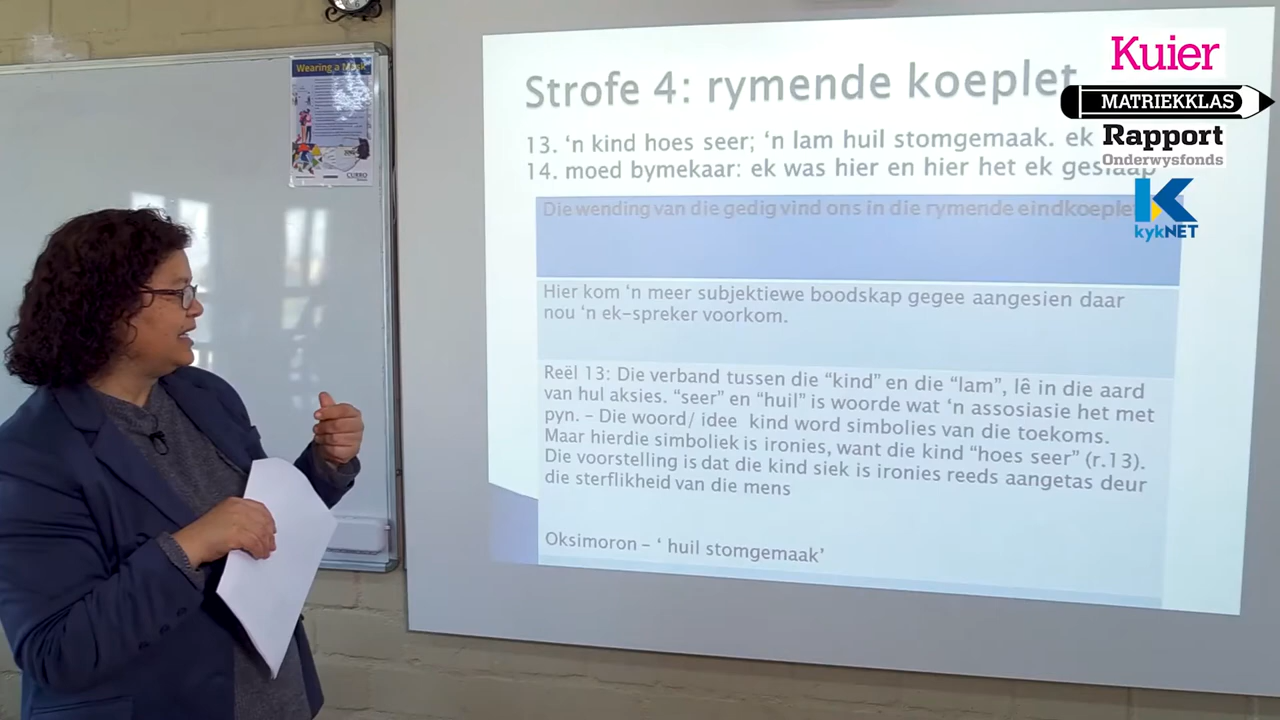 Wearing a Mask
CURRO
Strofe 4: rymende koeplet
13. ‘n kind hoes seer; ‘n lam huil stomgemaak. ek
14. moed bymekaar: ek was hier en hier het ek geslaap
Die wending van die gedig vind ons in die rymende eindkoeplet
Hier kom ‘n meer subjektiewe boodskap gegee aangesien daar
nou ‘n ek-spreker voorkom.
Reël 13: Die verband tussen die “kind” en die “lam”, lê in die aard
van hul aksies. “seer” en “huil” is woorde wat ‘n assosiasie het met
pyn. – Die woord/ idee kind word simbolies van die toekoms.
Maar hierdie simboliek is ironies, want die kind “hoes seer” (r.13).
Die voorstelling is dat die kind siek is ironies reeds aangetas deur
die sterflikheid van die mens
Oksimoron – ‘ huil stomgemaak’
Kuier
MATRIEKKLAS
Rapport
Onderwysfonds
kykNET